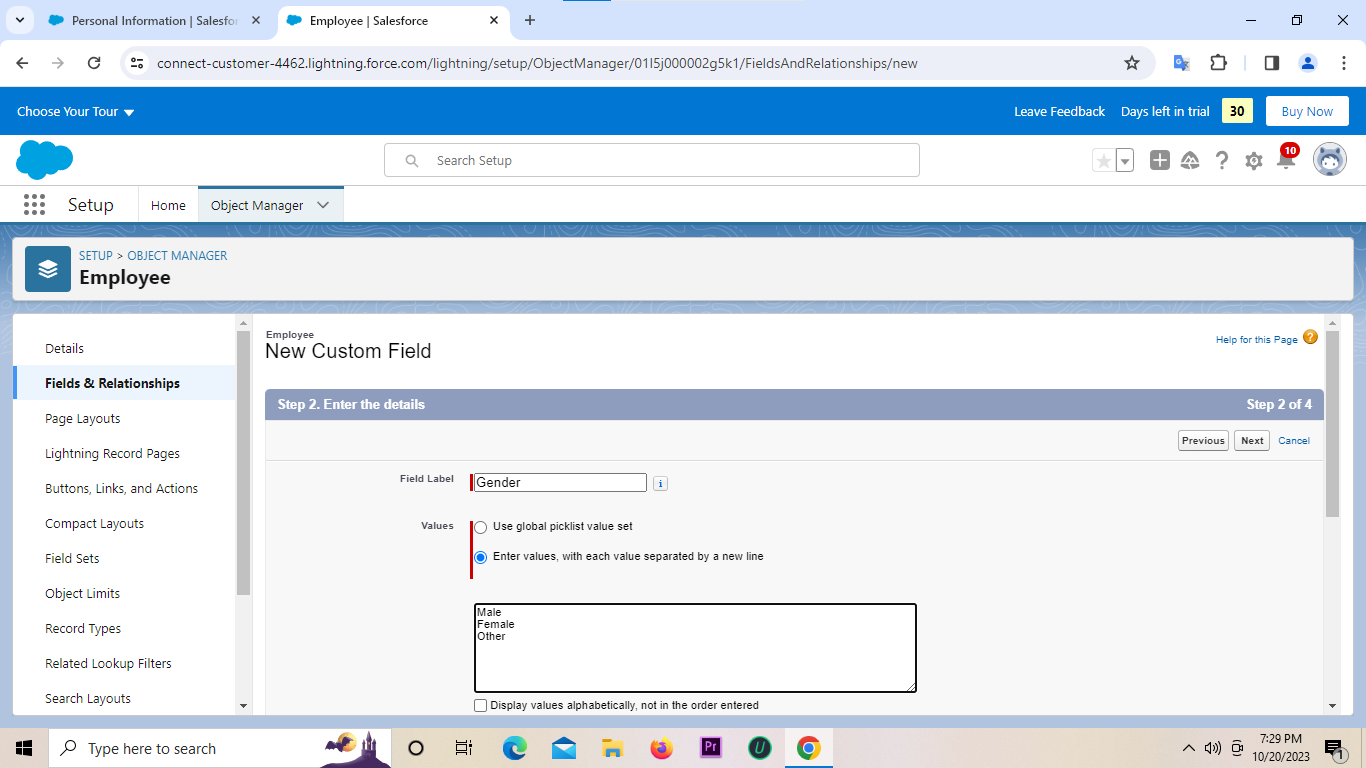 Personal Information | Salesfor
Employee | Salesforce
connect-customer-4462.lightning.force.com/lightning/setup/ObjectManager/01I5j000002g5k1/FieldsAndRelationships/new
Choose Your Tour
Leave Feedback
Days left in trial
30
Buy Now
Search Setup
10
Setup
Home
Object Manager
SETUP > OBJECT MANAGER
Employee
Details
Fields & Relationships
Page Layouts
Lightning Record Pages
Buttons, Links, and Actions
Compact Layouts
Field Sets
Object Limits
Record Types
Related Lookup Filters
Search Layouts
Employee
New Custom Field
Help for this Page
Step 2. Enter the details
Step 2 of 4
Previous
Next
Cancel
Field Label
Gender
Values
Use global picklist value set
Enter values, with each value separated by a new line
Male
Female
Other
Display values alphabetically, not in the order entered
Type here to search
Pr
U
7:29 PM
10/20/2023
1